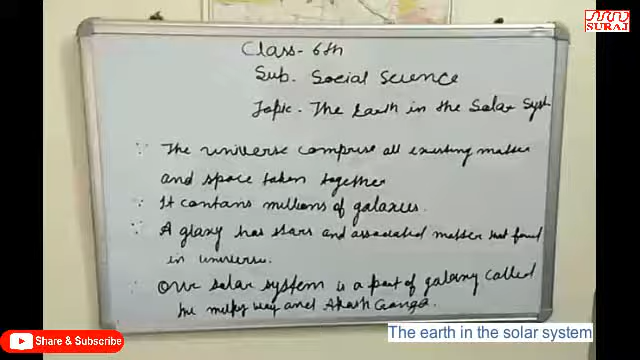 SURAJ
Class - 6th
Sub. Social Science
Topic - The Earth in the Solar Syst
The universe comprise all existing matter
and space taken together
It contans millions of galaxies.
A glaxy has stars and associated matter that found
in universe.
Our solar system is a part of galaxy called
the milky way and Akash Ganga.
Share & Subscribe
The earth in the solar system